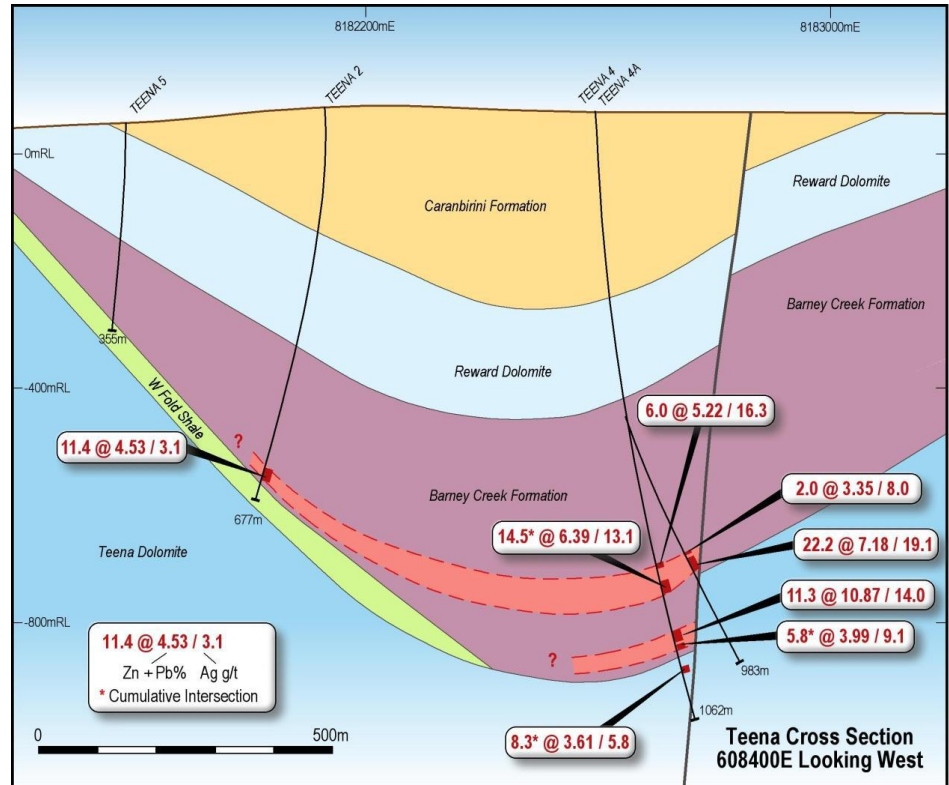 8182200mE
8183000mE
TEENA 5
TEENA 2
TEENA 4
TEENA 4A
0mRL
Caranbirini Formation
Reward Dolomite
Barney Creek Formation
355m
-400mRL
Reward Dolomite
W Fold Shale
6.0 @ 5.22 / 16.3
?
11.4 @ 4.53 / 3.1
677m
Barney Creek Formation
2.0 @ 3.35 / 8.0
14.5* @ 6.39 / 13.1
22.2 @ 7.18 / 19.1
Teena Dolomite
11.3 @ 10.87 / 14.0
-800mRL
5.8* @ 3.99 / 9.1
?
983m
11.4 @ 4.53 / 3.1
Zn + Pb% Ag g/t
* Cumulative Intersection
1062m
8.3* @ 3.61 / 5.8
0
500m
Teena Cross Section
608400E Looking West